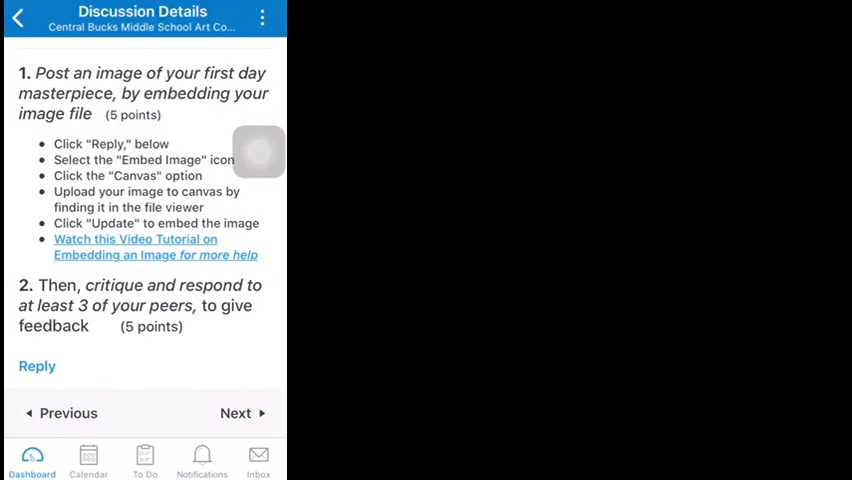 Discussion Details
Central Bucks Middle School Art Co...
1. Post an image of your first day
masterpiece, by embedding your
image file (5 points)
• Click "Reply," below
• Select the "Embed Image" icon
• Click the "Canvas" option
• Upload your image to canvas by
finding it in the file viewer
• Click "Update" to embed the image
• Watch this Video Tutorial on
Embedding an Image for more help
2. Then, critique and respond to
at least 3 of your peers, to give
feedback (5 points)
Reply
Previous Next
Dashboard Calendar To Do Notifications Inbox